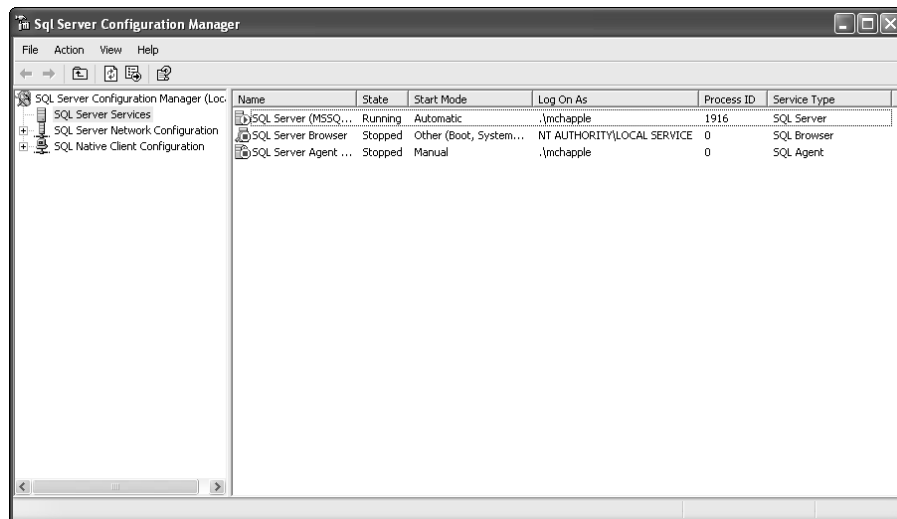 Sql Server Configuration Manager
File Action View Help
SQL Server Configuration Manager (Loc
SQL Server Services
SQL Server Network Configuration
SQL Native Client Configuration
Name State Start Mode Log On As Process ID Service Type
SQL Server (MSSQ... Running Automatic .\mchapple 1916 SQL Server
SQL Server Browser Stopped Other (Boot, System... NT AUTHORITY\LOCAL SERVICE 0 SQL Browser
SQL Server Agent ... Stopped Manual .\mchapple 0 SQL Agent